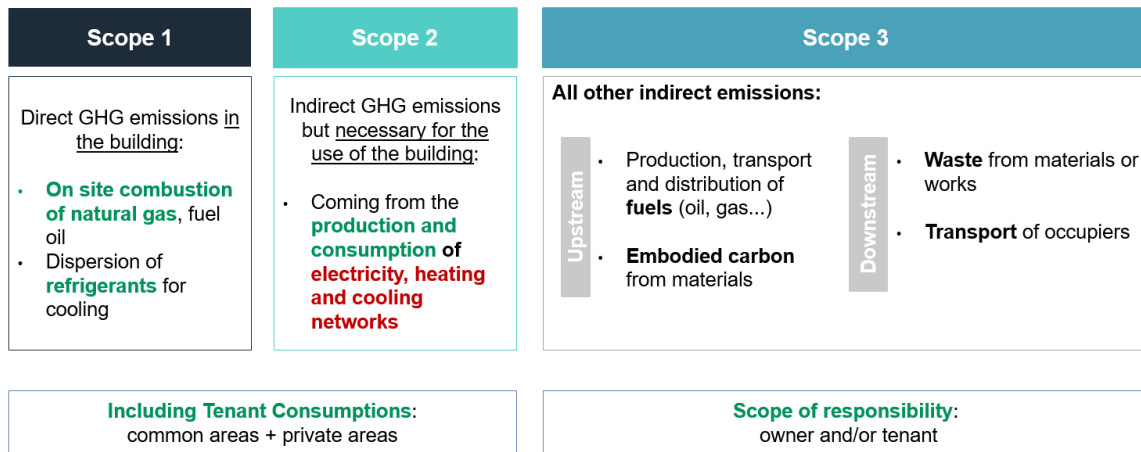 Scope 1
Direct GHG emissions in
the building:
• On site combustion
of natural gas, fuel
oil
• Dispersion of
refrigerants for
cooling
Scope 2
Indirect GHG emissions
but necessary for the
use of the building:
• Coming from the
production and
consumption of
electricity, heating
and cooling
networks
Scope 3
All other indirect emissions:
Upstream
• Production, transport
and distribution of
fuels (oil, gas...)
• Embodied carbon
from materials
Downstream
• Waste from materials or
works
• Transport of occupiers
Including Tenant Consumptions:
common areas + private areas
Scope of responsibility:
owner and/or tenant